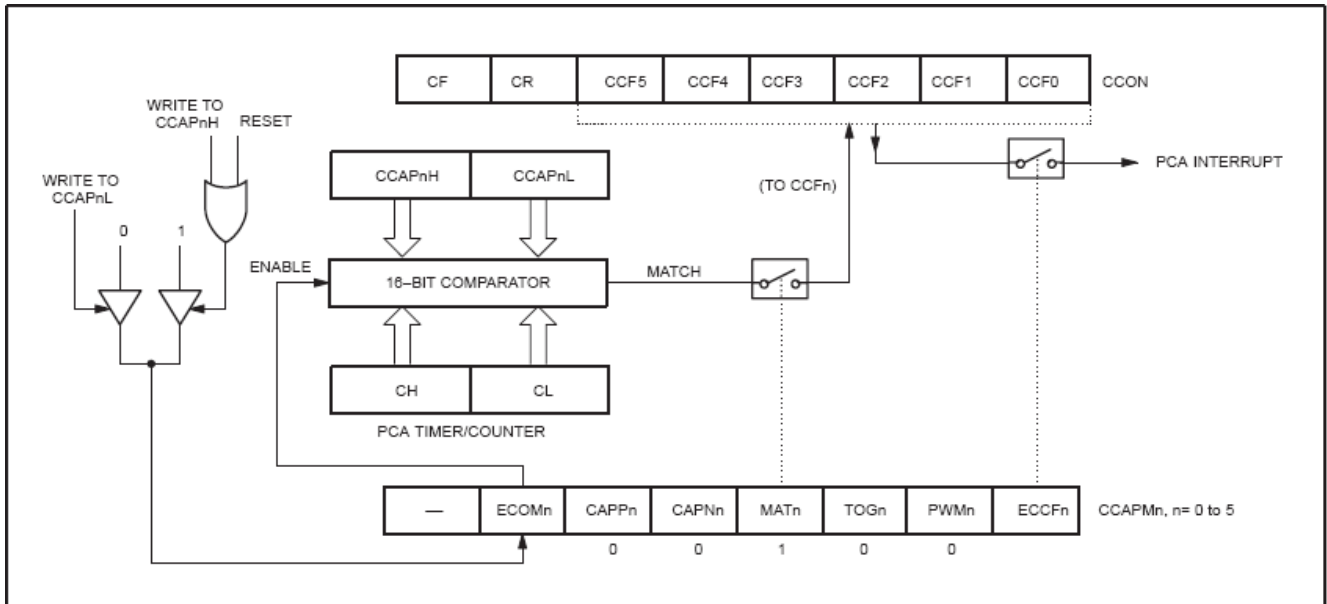 CF CR CCF5 CCF4 CCF3 CCF2 CCF1 CCF0 CCON
WRITE TO
CCAPnH RESET
PCA INTERRUPT
CCAPnH CCAPnL
WRITE TO
CCAPnL
(TO CCFn)
0 1
ENABLE
MATCH
16–BIT COMPARATOR
CH CL
PCA TIMER/COUNTER
— ECOMn CAPPn CAPNn MATn TOGn PWMn ECCFn CCAPMn, n= 0 to 5
0 0 1 0 0